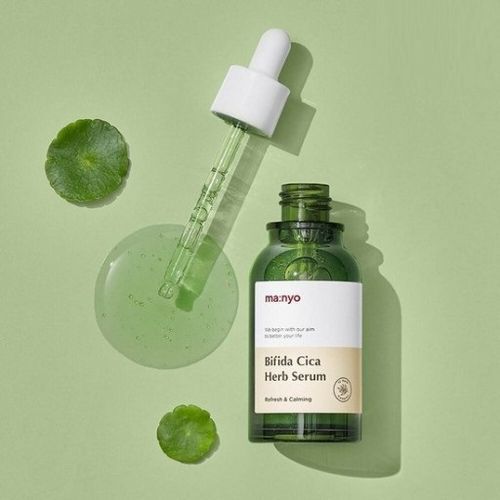 ma:nyo
We begin with our aim
to better your life
Bifida Cica
Herb Serum
Refresh & Calming